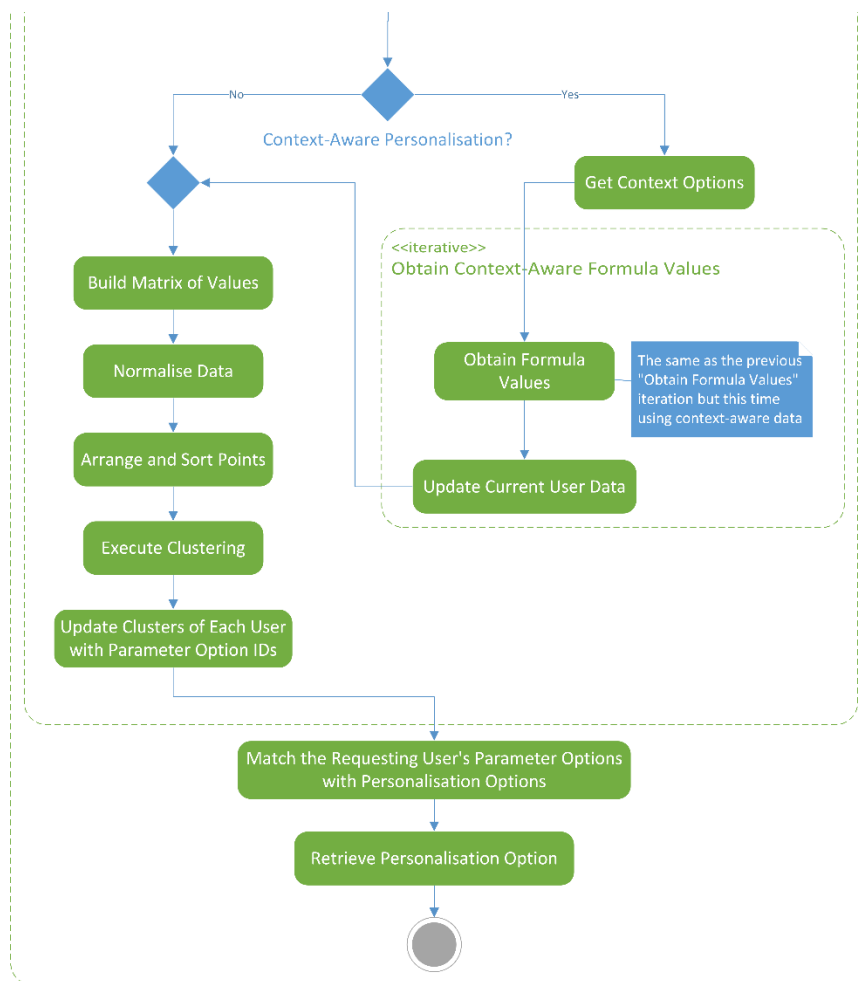 No
Yes
Context-Aware Personalisation?
Get Context Options
<<iterative>>
Obtain Context-Aware Formula Values
Build Matrix of Values
Obtain Formula
Values
The same as the previous
"Obtain Formula Values"
iteration but this time
using context-aware data
Normalise Data
Arrange and Sort Points
Update Current User Data
Execute Clustering
Update Clusters of Each User
with Parameter Option IDs
Match the Requesting User's Parameter Options
with Personalisation Options
Retrieve Personalisation Option